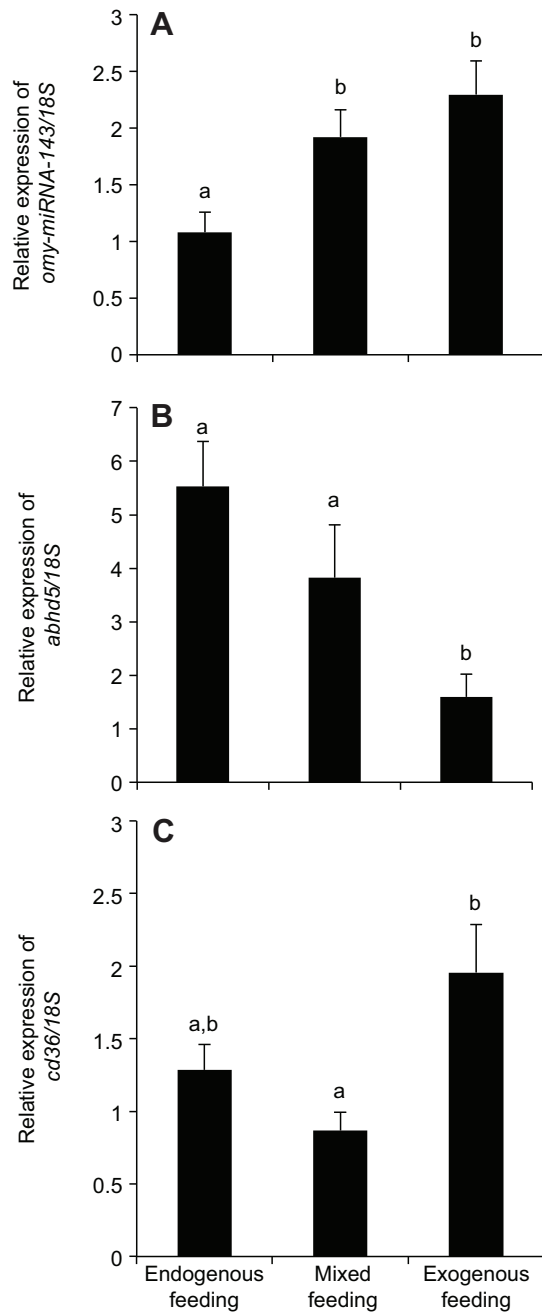 A
Relative expression of
omy-miRNA-143/18S
3
2.5
2
1.5
1
0.5
0
a
b
b
B
Relative expression of
abhd5/18S
7
6
5
4
3
2
1
0
a
a
b
C
Relative expression of
cd36/18S
3
2.5
2
1.5
1
0.5
0
a,b
a
b
Endogenous
feeding
Mixed
feeding
Exogenous
feeding